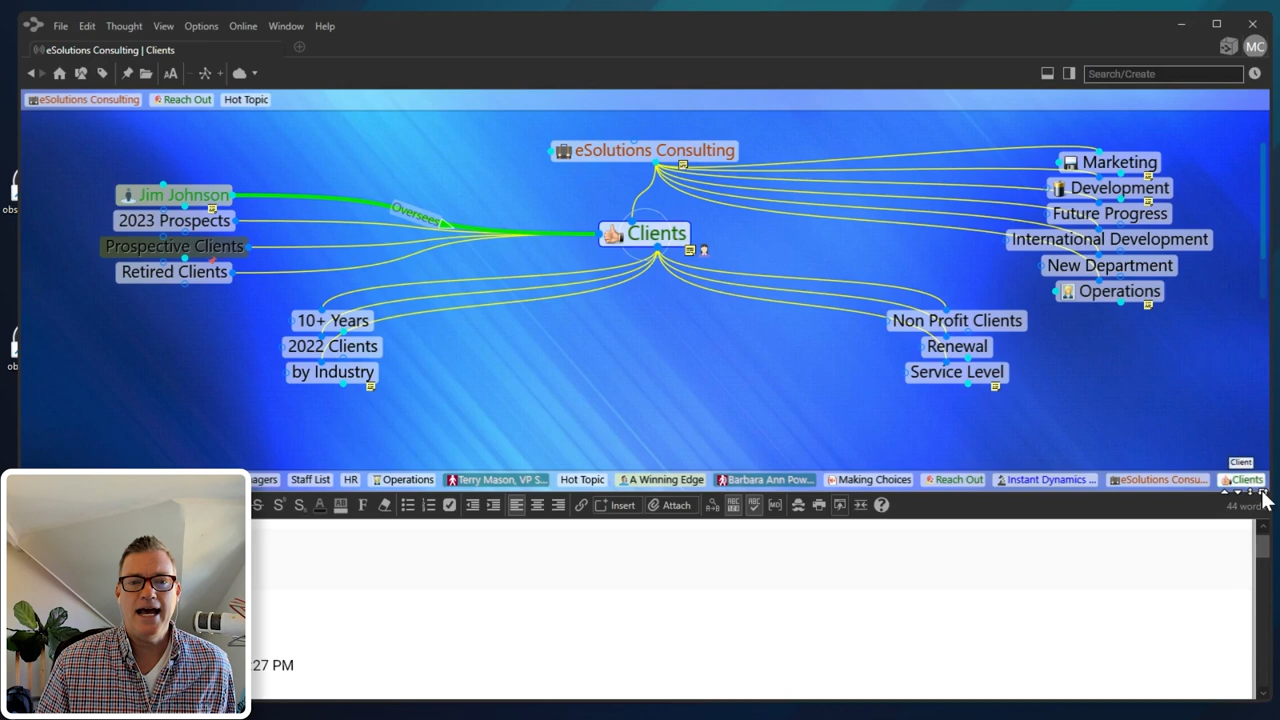 File Edit Thought View Options Online Window Help
eSolutions Consulting | Clients
MC
AA
Search/Create
eSolutions Consulting Reach Out Hot Topic
eSolutions Consulting
Marketing
Development
Future Progress
International Development
New Department
Operations
Jim Johnson
2023 Prospects
Prospective Clients
Retired Clients
Oversees
Clients
10+ Years
2022 Clients
by Industry
Non Profit Clients
Renewal
Service Level
Client
agers Staff List HR Operations Terry Mason, VP S... Hot Topic A Winning Edge Barbara Ann Pow... Making Choices Reach Out Instant Dynamics ... eSolutions Consu... Clients
Insert Attach
44 word
:27 PM